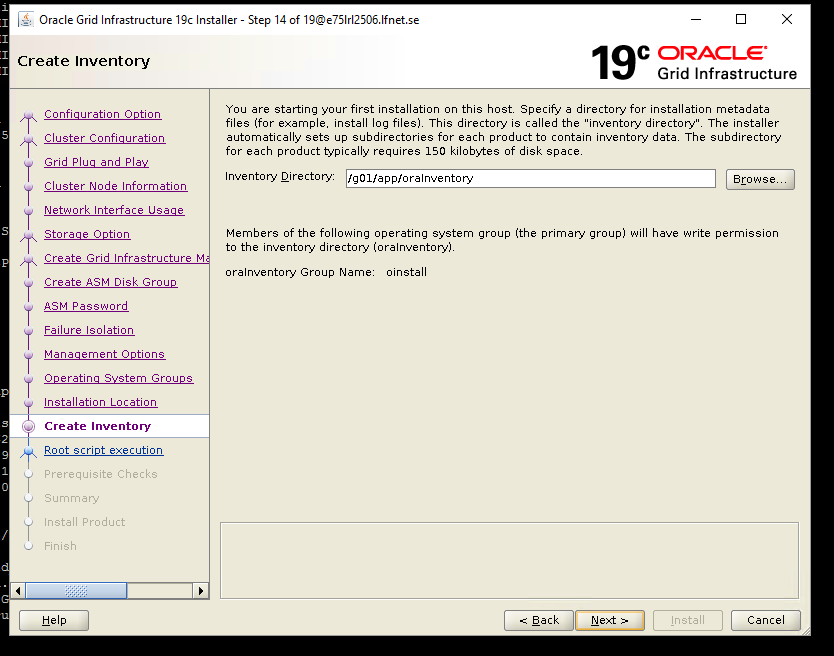 Oracle Grid Infrastructure 19c Installer - Step 14 of 19@e75lrl2506.lfnet.se
Create Inventory
19c ORACLE
Grid Infrastructure
Configuration Option
Cluster Configuration
Grid Plug and Play
Cluster Node Information
Network Interface Usage
Storage Option
Create Grid Infrastructure Ma
Create ASM Disk Group
ASM Password
Failure Isolation
Management Options
Operating System Groups
Installation Location
Create Inventory
Root script execution
Prerequisite Checks
Summary
Install Product
Finish
You are starting your first installation on this host. Specify a directory for installation metadata
files (for example, install log files). This directory is called the "inventory directory". The installer
automatically sets up subdirectories for each product to contain inventory data. The subdirectory
for each product typically requires 150 kilobytes of disk space.
Inventory Directory: /g01/app/oraInventory Browse...
Members of the following operating system group (the primary group) will have write permission
to the inventory directory (oraInventory).
oraInventory Group Name: oinstall
Help < Back Next > Install Cancel